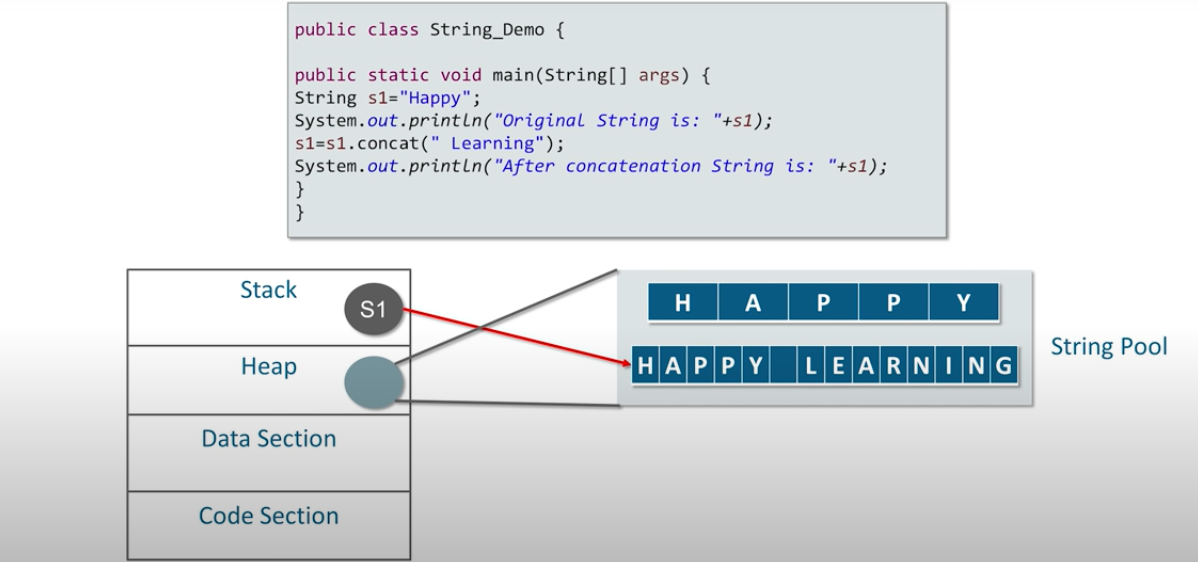 public class String_Demo {
public static void main(String[] args) {
String s1="Happy";
System.out.println("Original String is: "+s1);
s1=s1.concat(" Learning");
System.out.println("After concatenation String is: "+s1);
}
}
Stack
S1
Heap
Data Section
Code Section
H A P P Y
H A P P Y L E A R N I N G
String Pool